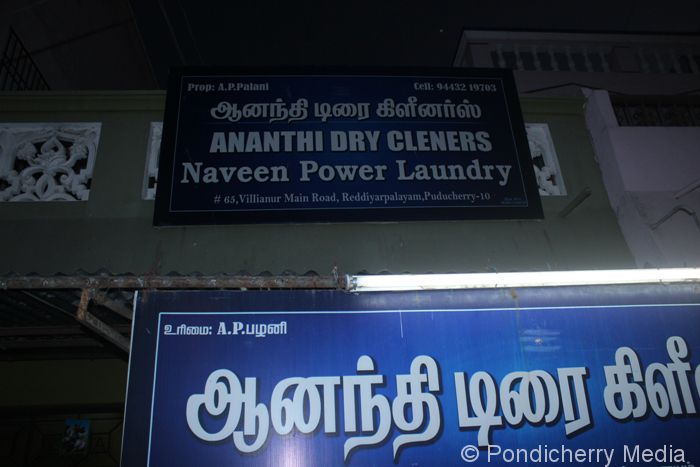 Prop: A.P.Palani
Cell: 94432 19703
ஆனந்தி டிரை கிளீனர்ஸ்
ANANTHI DRY CLENERS
Naveen Power Laundry
# 65,Villianur Main Road, Reddiyarpalayam,Puducherry-10
உரிமை: A.P.பழனி
ஆனந்தி டிரை கிளீ
© Pondicherry Media